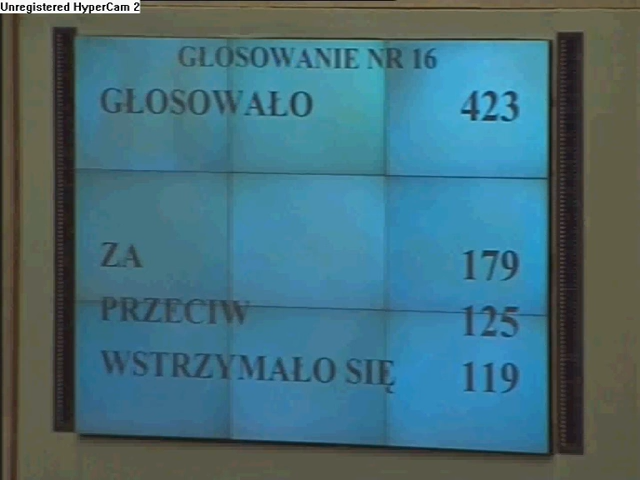 Unregistered HyperCam 2
GŁOSOWANIE NR 16
GŁOSOWAŁO 423
ZA 179
PRZECIW 125
WSTRZYMAŁO SIĘ 119